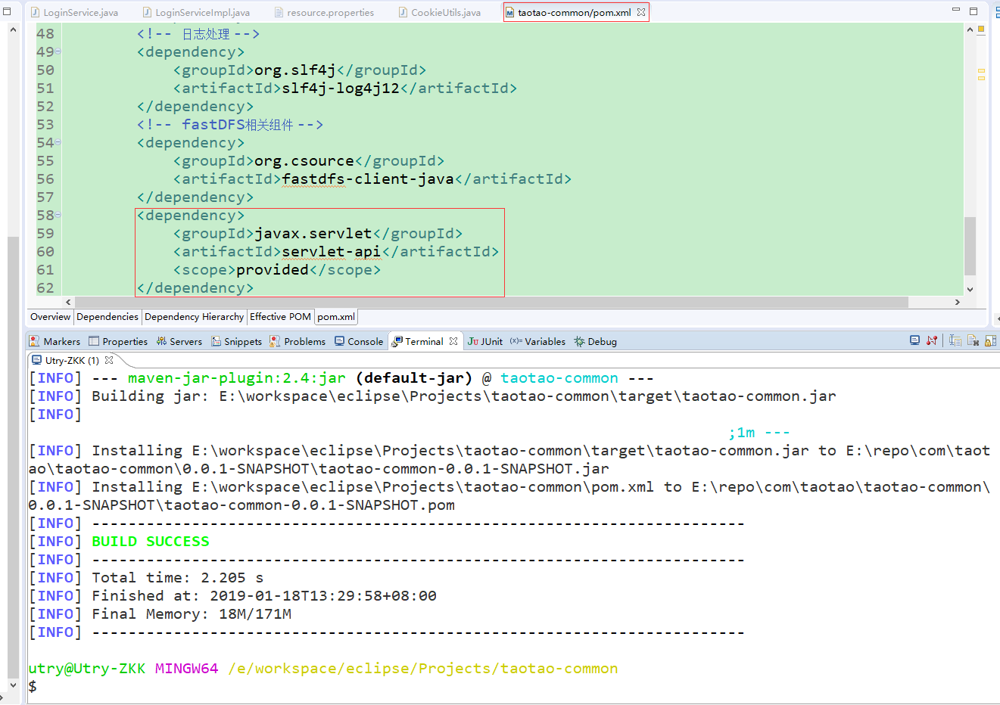 LoginService.java LoginServiceImpl.java resource.properties CookieUtils.java taotao-common/pom.xml
48 <!-- 日志处理 -->
49 <dependency>
50 <groupId>org.slf4j</groupId>
51 <artifactId>slf4j-log4j12</artifactId>
52 </dependency>
53 <!-- fastDFS相关组件 -->
54 <dependency>
55 <groupId>org.csource</groupId>
56 <artifactId>fastdfs-client-java</artifactId>
57 </dependency>
58 <dependency>
59 <groupId>javax.servlet</groupId>
60 <artifactId>servlet-api</artifactId>
61 <scope>provided</scope>
62 </dependency>
Overview Dependencies Dependency Hierarchy Effective POM pom.xml
Markers Properties Servers Snippets Problems Console Terminal JUnit Variables Debug
Utry-ZKK (1)
[INFO] --- maven-jar-plugin:2.4:jar (default-jar) @ taotao-common ---
[INFO] Building jar: E:\workspace\eclipse\Projects\taotao-common\target\taotao-common.jar
[INFO]
;1m ---
[INFO] Installing E:\workspace\eclipse\Projects\taotao-common\target\taotao-common.jar to E:\repo\com\taot
ao\taotao-common\0.0.1-SNAPSHOT\taotao-common-0.0.1-SNAPSHOT.jar
[INFO] Installing E:\workspace\eclipse\Projects\taotao-common\pom.xml to E:\repo\com\taotao\taotao-common\
0.0.1-SNAPSHOT\taotao-common-0.0.1-SNAPSHOT.pom
[INFO] ------------------------------------------------------------------------
[INFO] BUILD SUCCESS
[INFO] ------------------------------------------------------------------------
[INFO] Total time: 2.205 s
[INFO] Finished at: 2019-01-18T13:29:58+08:00
[INFO] Final Memory: 18M/171M
[INFO] ------------------------------------------------------------------------
utry@Utry-ZKK MINGW64 /e/workspace/eclipse/Projects/taotao-common
$